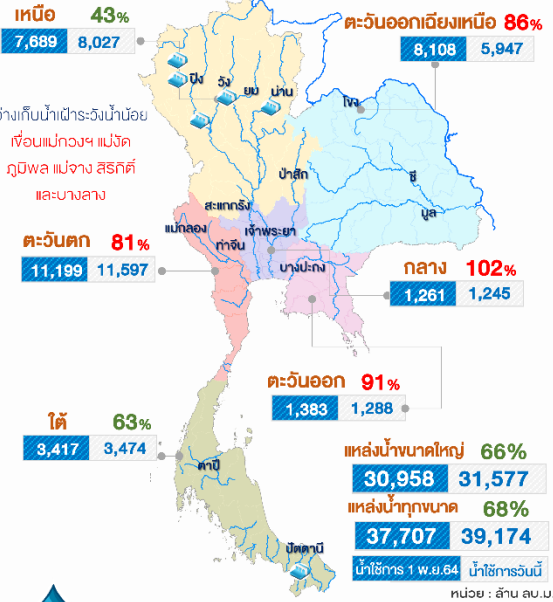 เหนือ 43%
7,689 8,027
ตะวันออกเฉียงเหนือ 86%
8,108 5,947
ปิง
วัง
ยม
น่าน
โขง
อ่างเก็บน้ำเฝ้าระวังน้ำน้อย
เขื่อนแม่กวงฯ แม่งัด
ภูมิพล แม่จาง สิริกิติ์
และบางลาง
ป่าสัก
ชี
มูล
สะแกกรัง
แม่กลอง
ท่าจีน
เจ้าพระยา
บางปะกง
ตะวันตก 81%
11,199 11,597
กลาง 102%
1,261 1,245
ตะวันออก 91%
1,383 1,288
ใต้ 63%
3,417 3,474
ตาปี
ปัตตานี
แหล่งน้ำขนาดใหญ่ 66%
30,958 31,577
แหล่งน้ำทุกขนาด 68%
37,707 39,174
น้ำใช้การ 1 พ.ย.64 น้ำใช้การวันนี้
หน่วย : ล้าน ลบ.ม